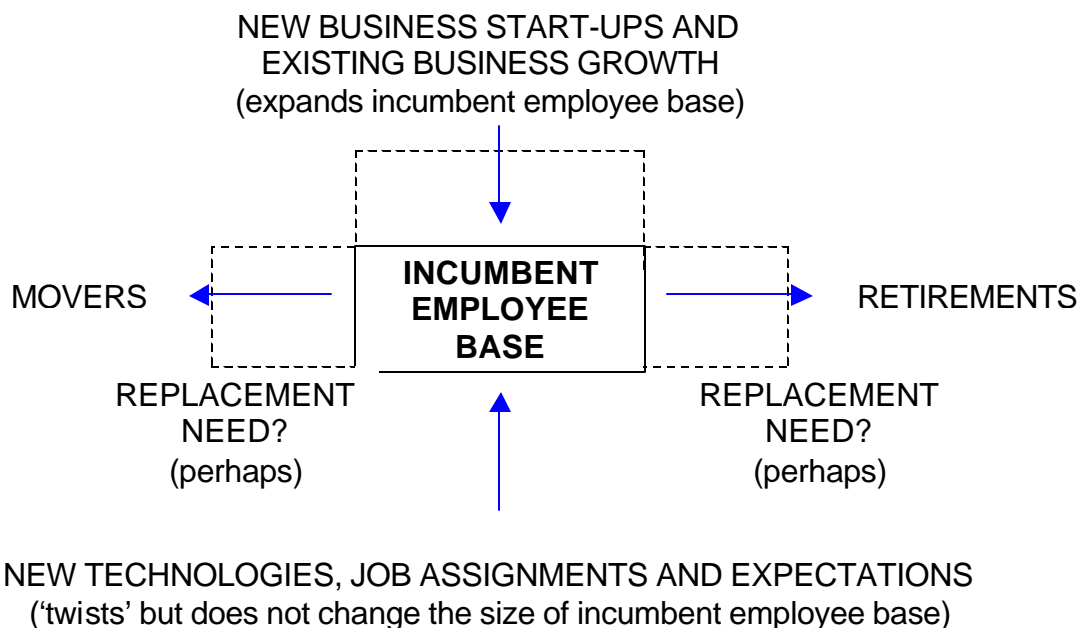 NEW BUSINESS START-UPS AND
EXISTING BUSINESS GROWTH
(expands incumbent employee base)
INCUMBENT
EMPLOYEE
BASE
MOVERS
RETIREMENTS
REPLACEMENT
NEED?
(perhaps)
REPLACEMENT
NEED?
(perhaps)
NEW TECHNOLOGIES, JOB ASSIGNMENTS AND EXPECTATIONS
(‘twists’ but does not change the size of incumbent employee base)